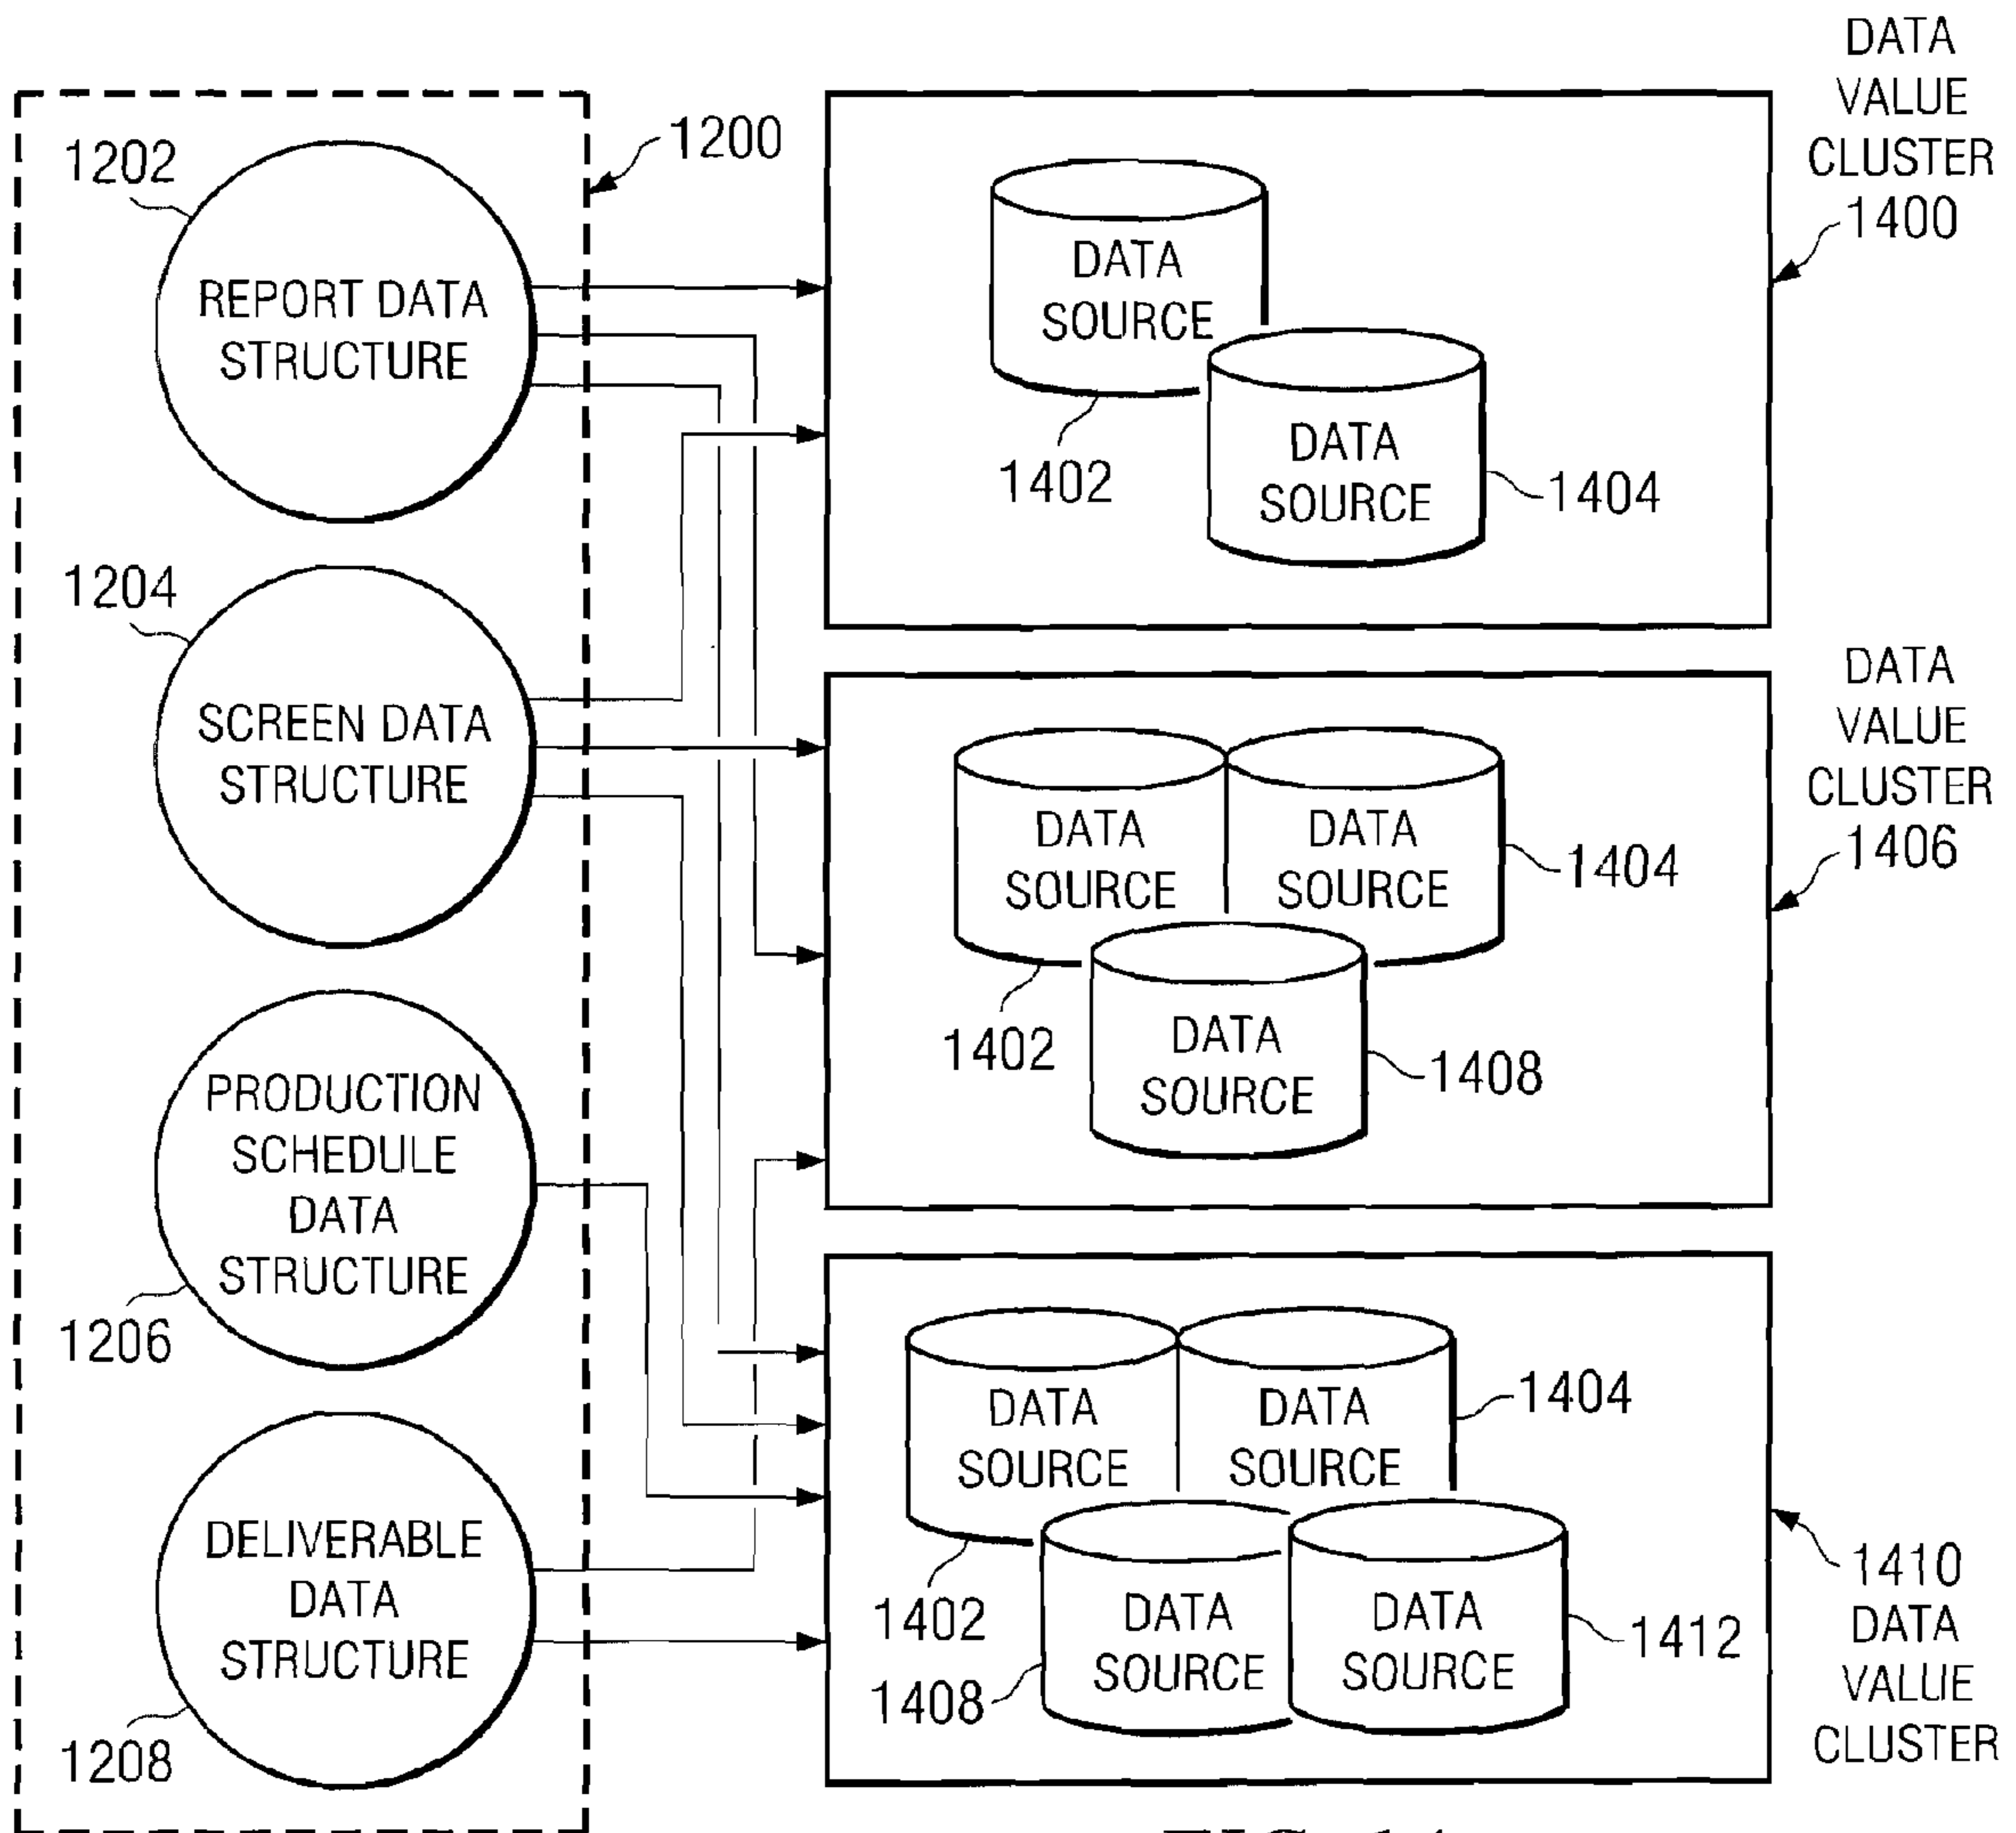 DATA
VALUE
CLUSTER
1400
1200
1202
REPORT DATA
STRUCTURE
DATA
SOURCE
1402
DATA
SOURCE
1404
1204
SCREEN DATA
STRUCTURE
DATA
VALUE
CLUSTER
1406
DATA
SOURCE
DATA
SOURCE
1404
1402
DATA
SOURCE
1408
PRODUCTION
SCHEDULE
DATA
STRUCTURE
1206
DATA
SOURCE
DATA
SOURCE
1404
1402
DATA
SOURCE
1408
DATA
SOURCE
1412
1410
DATA
VALUE
CLUSTER
DELIVERABLE
DATA
STRUCTURE
1208